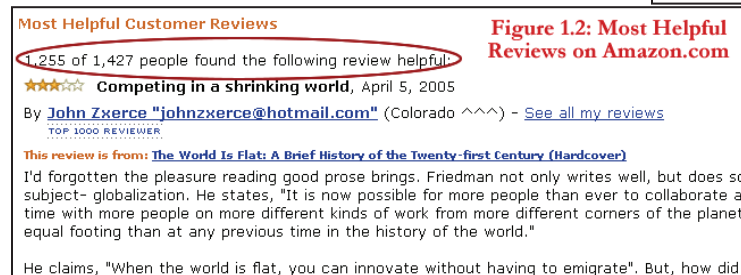 Most Helpful Customer Reviews
Figure 1.2: Most Helpful
Reviews on Amazon.com
1,255 of 1,427 people found the following review helpful:
Competing in a shrinking world, April 5, 2005
By John Zxerce "johnzxerce@hotmail.com" (Colorado ^^^) - See all my reviews
TOP 1000 REVIEWER
This review is from: The World Is Flat: A Brief History of the Twenty-first Century (Hardcover)
I'd forgotten the pleasure reading good prose brings. Friedman not only writes well, but does so
subject- globalization. He states, "It is now possible for more people than ever to collaborate a
time with more people on more different kinds of work from more different corners of the planet
equal footing than at any previous time in the history of the world."
He claims, "When the world is flat, you can innovate without having to emigrate". But, how did